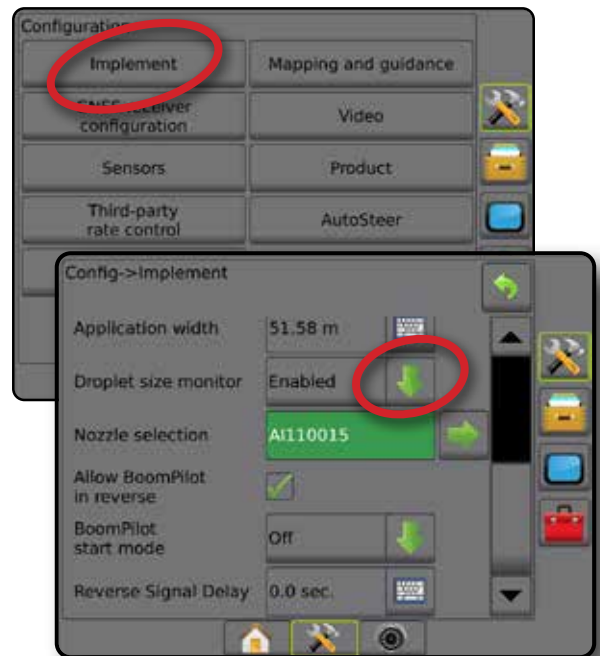 Configuration
Implement
Mapping and guidance
GNSS receiver
configuration
Video
Sensors
Product
Third-party
rate control
AutoSteer
Config->Implement
Application width
51.58 m
Droplet size monitor
Enabled
Nozzle selection
AI110015
Allow BoomPilot
in reverse
BoomPilot
start mode
Off
Reverse Signal Delay
0.0 sec.